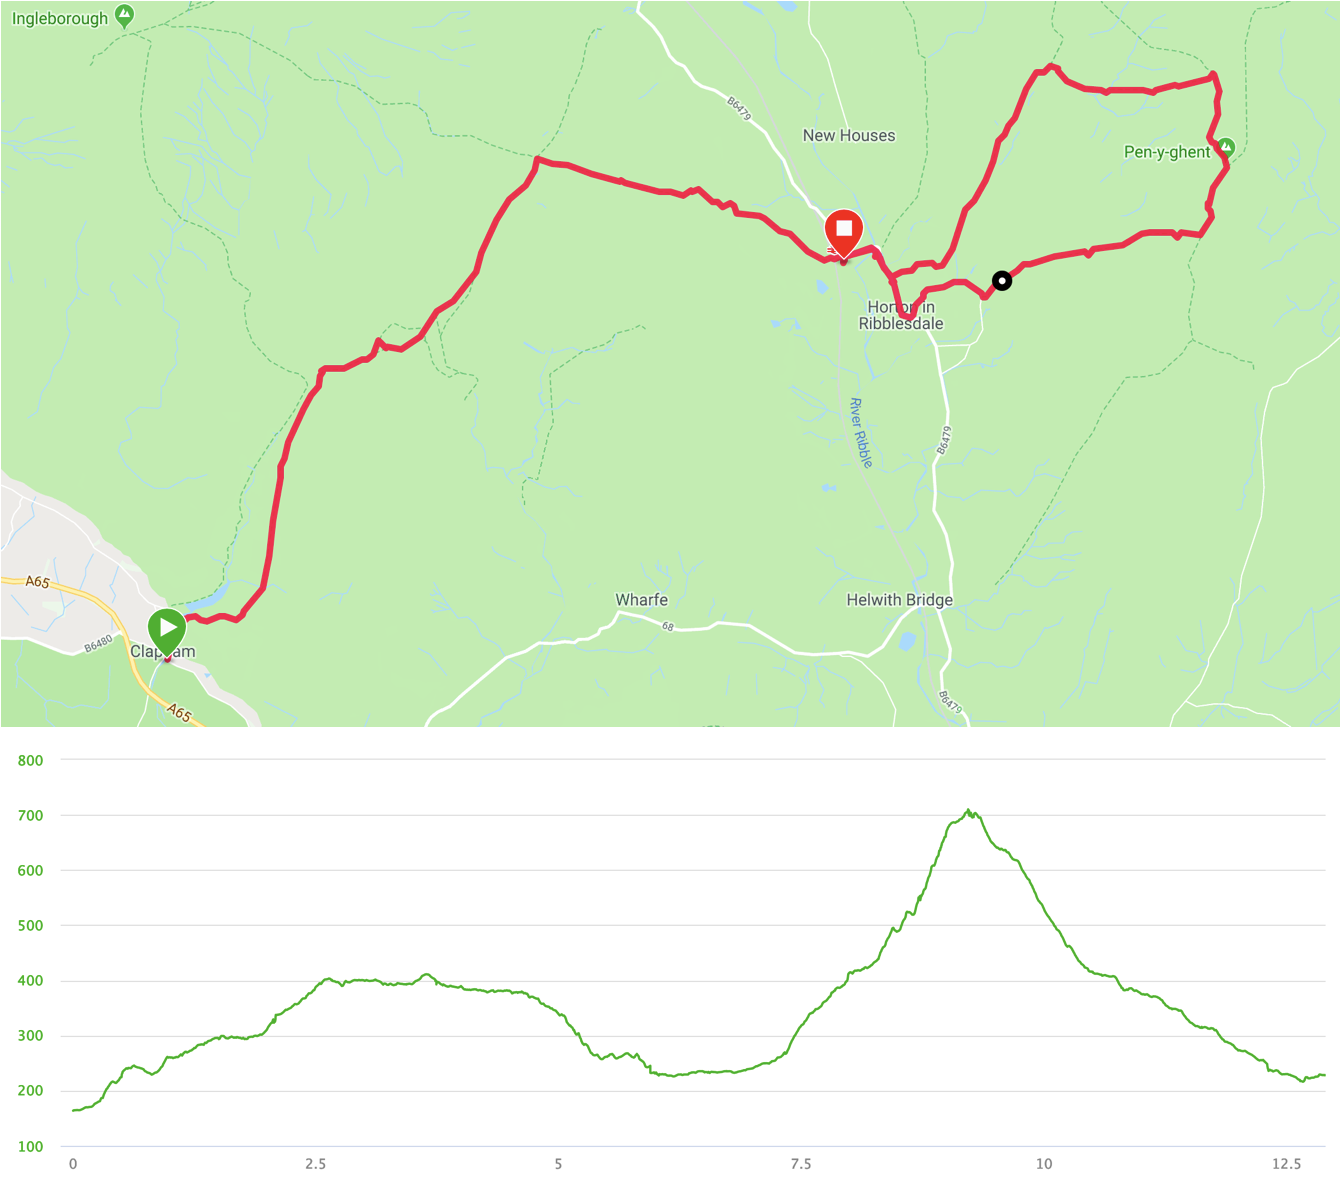 Ingleborough
B6479
New Houses
Pen-y-ghent
Horton in
Ribblesdale
River Ribble
B6479
A65
Wharfe
68
Helwith Bridge
B6480
Clapham
A65
B6479
800
700
600
500
400
300
200
100
0
2.5
5
7.5
10
12.5